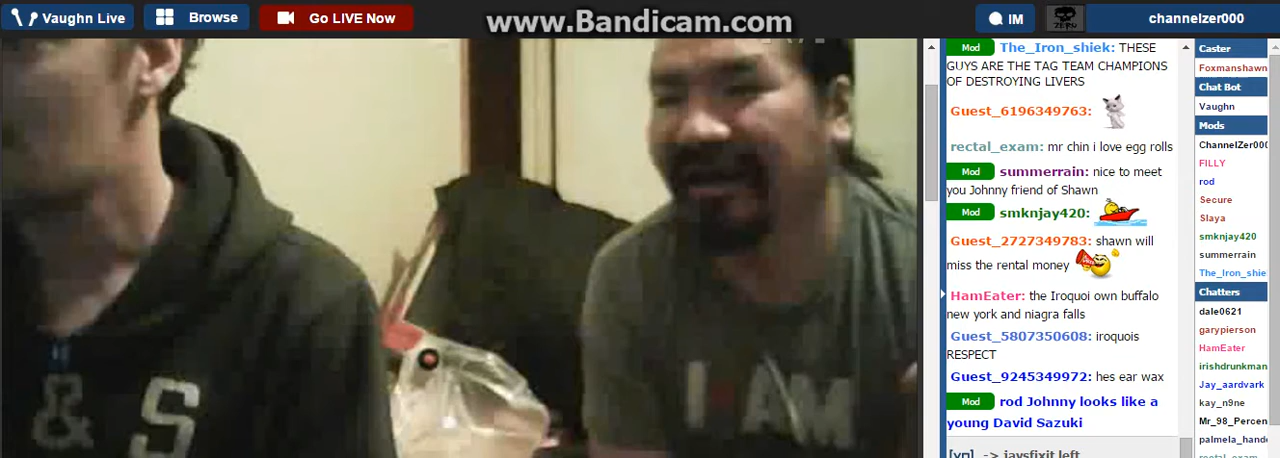 Vaughn Live
Browse
Go LIVE Now
www.Bandicam.com
IM
channelzer000
& S
I AM
Mod The_Iron_shiek: THESE
GUYS ARE THE TAG TEAM CHAMPIONS
OF DESTROYING LIVERS
Guest_6196349763:
rectal_exam: mr chin i love egg rolls
Mod summerrain: nice to meet
you Johnny friend of Shawn
Mod smknjay420:
Guest_2727349783: shawn will
miss the rental money
HamEater: the Iroquoi own buffalo
new york and niagra falls
Guest_5807350608: iroquois
RESPECT
Guest_9245349972: hes ear wax
Mod rod Johnny looks like a
young David Sazuki
-> jaysfixit left
Caster
Foxmanshawn
Chat Bot
Vaughn
Mods
ChannelZer000
FILLY
rod
Secure
Slaya
smknjay420
summerrain
The_Iron_shie
Chatters
dale0621
garypierson
HamEater
irishdrunkman
Jay_aardvark
kay_n9ne
Mr_98_Percen
palmela_hande